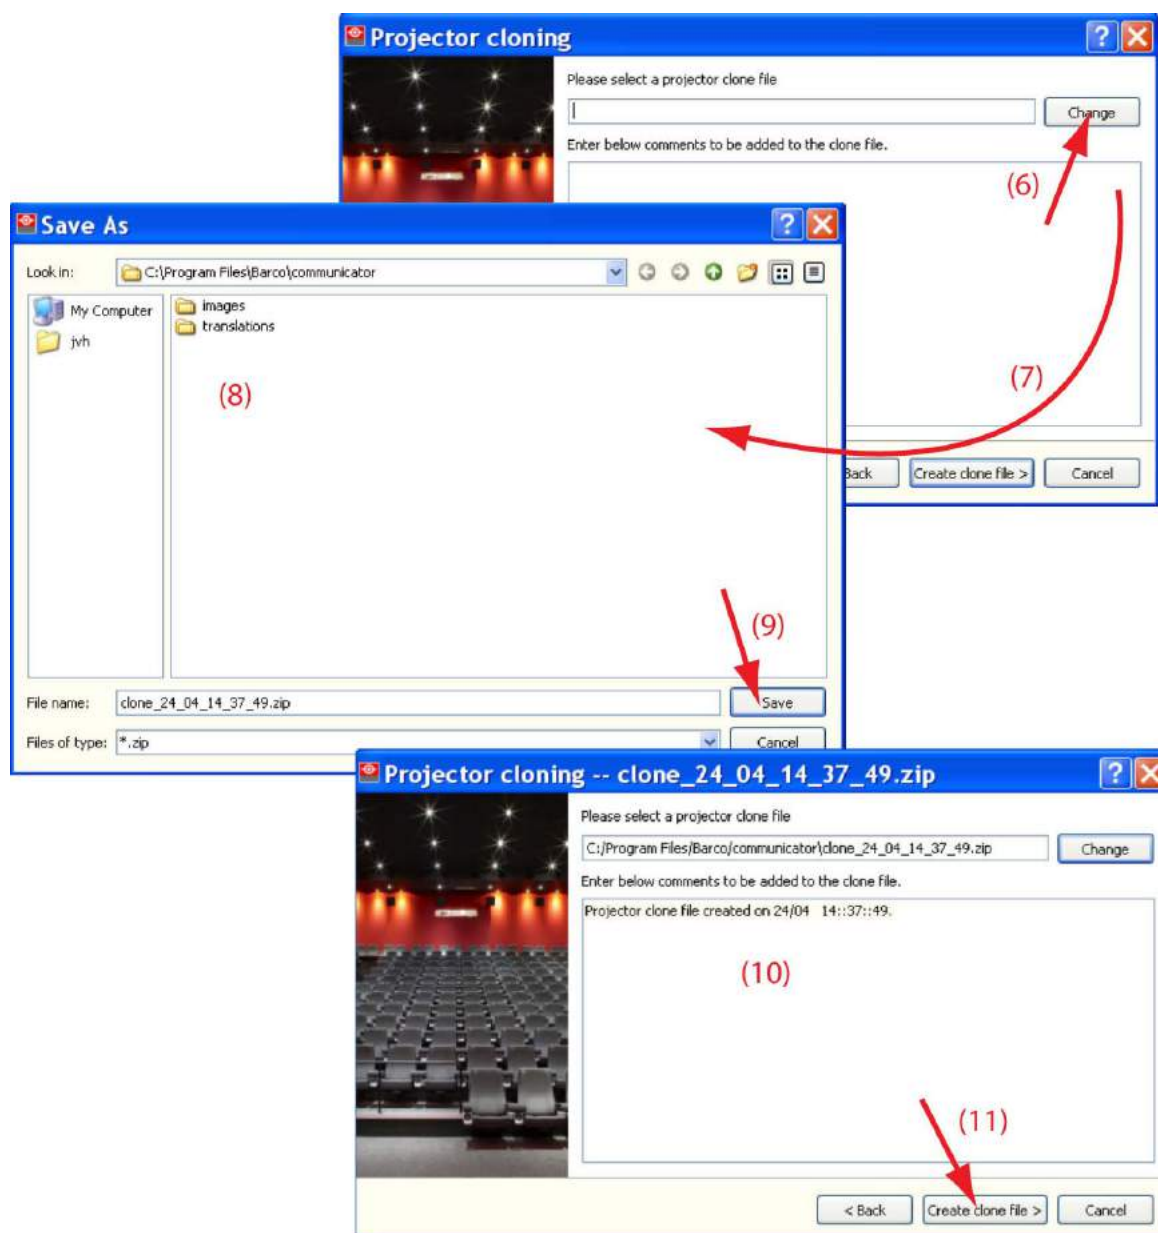 Projector cloning
Please select a projector clone file
Change
Enter below comments to be added to the clone file.
(6)
Save As
Look in: C:\Program Files\Barco\communicator
My Computer
jvh
images
translations
(8)
(7)
Back
Create clone file >
Cancel
(9)
File name: clone_24_04_14_37_49.zip
Save
Files of type: *.zip
Cancel
Projector cloning -- clone_24_04_14_37_49.zip
Please select a projector clone file
C:/Program Files/Barco/communicator\clone_24_04_14_37_49.zip
Change
Enter below comments to be added to the clone file.
Projector clone file created on 24/04 14::37::49.
(10)
(11)
< Back
Create clone file >
Cancel